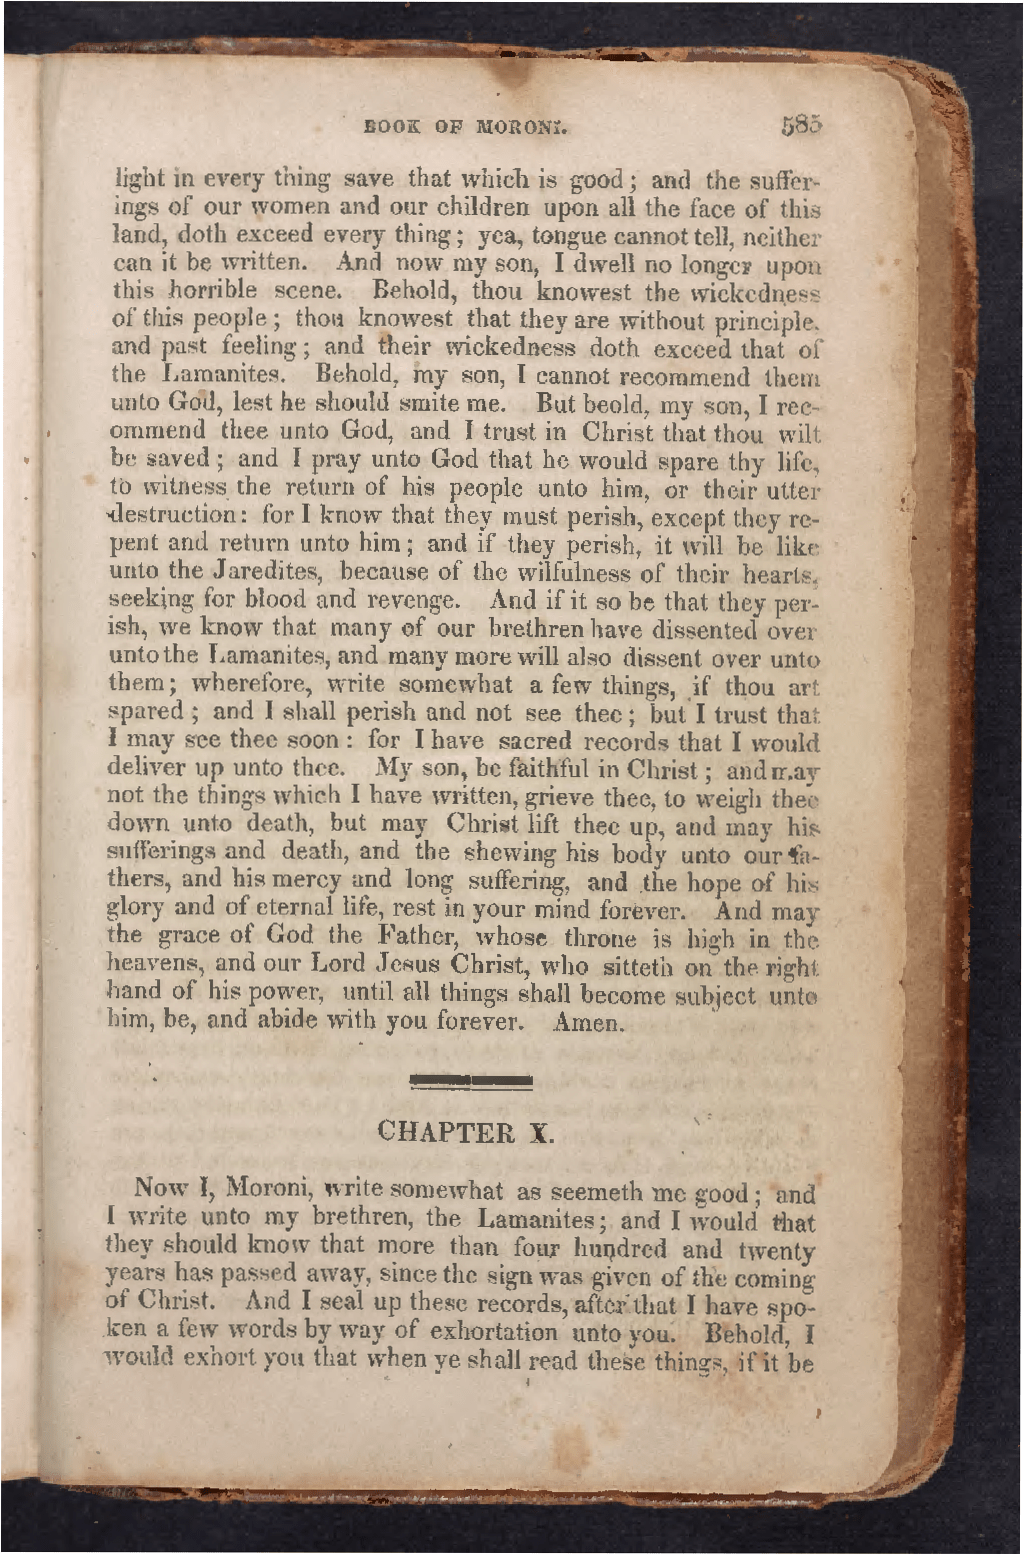 BOOK OF MORONI. 585
light in every thing save that which is good; and the suffer-
ings of our women and our children upon all the face of this
land, doth exceed every thing; yea, tongue cannot tell, neither
can it be written. And now my son, I dwell no longer upon
this horrible scene. Behold, thou knowest the wickedness
of this people; thou knowest that they are without principle,
and past feeling; and their wickedness doth exceed that of
the Lamanites. Behold, my son, I cannot recommend them
unto God, lest he should smite me. But beold, my son, I rec-
ommend thee unto God, and I trust in Christ that thou wilt
be saved; and I pray unto God that he would spare thy life,
to witness the return of his people unto him, or their utter
destruction: for I know that they must perish, except they re-
pent and return unto him; and if they perish, it will be like
unto the Jaredites, because of the wilfulness of their hearts,
seeking for blood and revenge. And if it so be that they per-
ish, we know that many of our brethren have dissented over
unto the Lamanites, and many more will also dissent over unto
them; wherefore, write somewhat a few things, if thou art
spared; and I shall perish and not see thee; but I trust that
I may see thee soon: for I have sacred records that I would
deliver up unto thee. My son, be faithful in Christ; and may
not the things which I have written, grieve thee, to weigh thee
down unto death, but may Christ lift thee up, and may his
sufferings and death, and the shewing his body unto our fa-
thers, and his mercy and long suffering, and the hope of his
glory and of eternal life, rest in your mind forever. And may
the grace of God the Father, whose throne is high in the
heavens, and our Lord Jesus Christ, who sitteth on the right
hand of his power, until all things shall become subject unto
him, be, and abide with you forever. Amen.
CHAPTER X.
Now I, Moroni, write somewhat as seemeth me good; and
I write unto my brethren, the Lamanites; and I would that
they should know that more than four hundred and twenty
years has passed away, since the sign was given of the coming
of Christ. And I seal up these records, after that I have spo-
ken a few words by way of exhortation unto you. Behold, I
would exhort you that when ye shall read these things, if it be